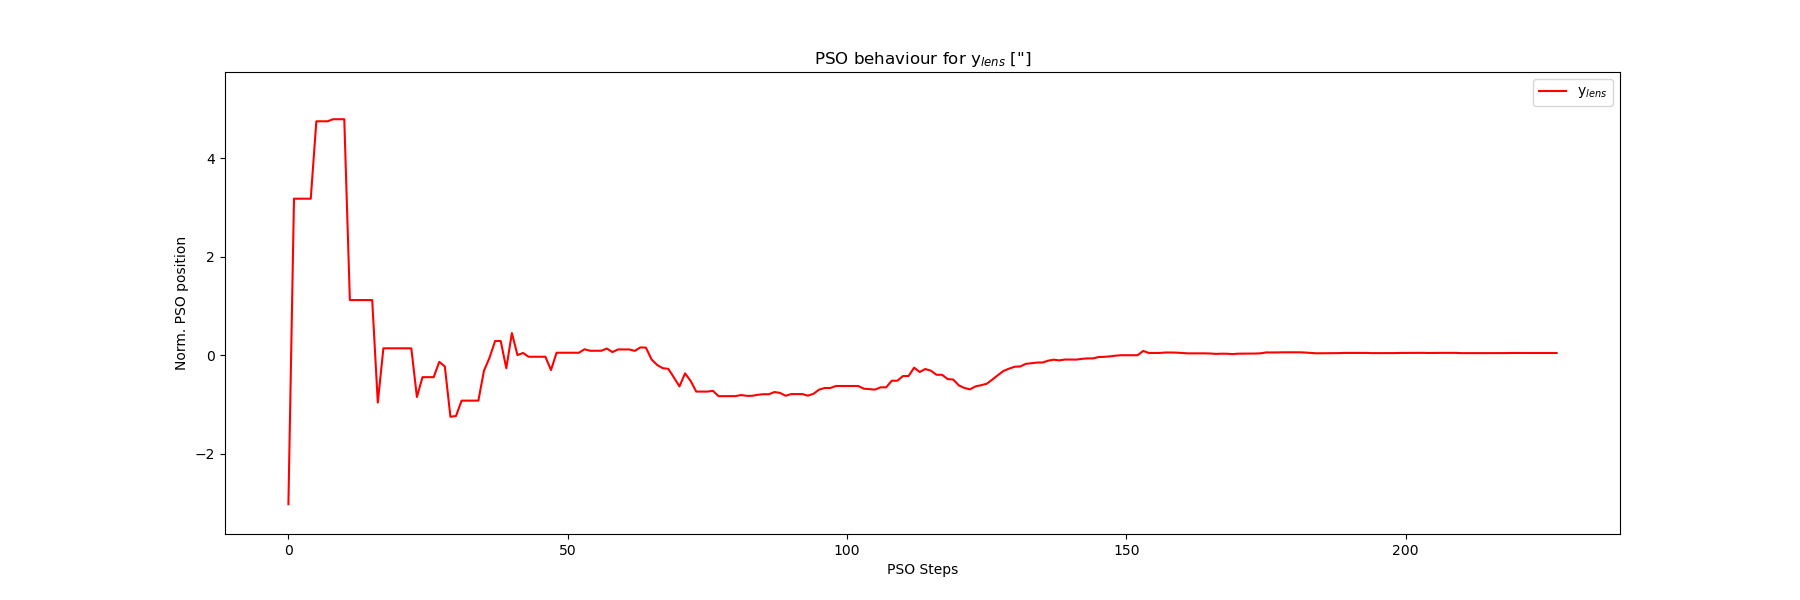 PSO behaviour for y_lens ["]
y_lens
Norm. PSO position
4
2
0
−2
0 50 100 150 200
PSO Steps